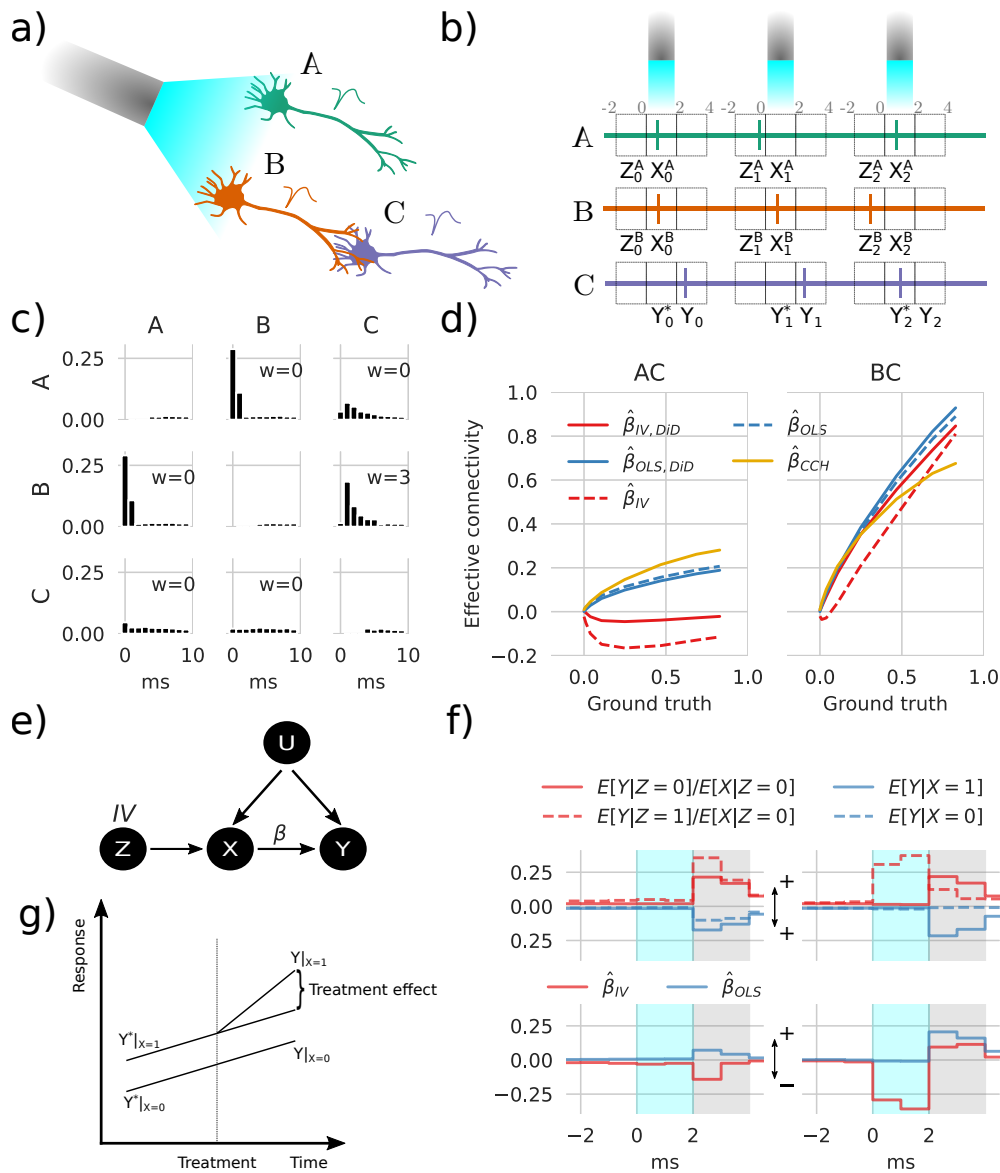 a)
A
B
C
b)
-2 0 2 4 -2 0 2 4 -2 0 2 4
A
Z₀ᴬ X₀ᴬ Z₁ᴬ X₁ᴬ Z₂ᴬ X₂ᴬ
B
Z₀ᴮ X₀ᴮ Z₁ᴮ X₁ᴮ Z₂ᴮ X₂ᴮ
C
Y₀* Y₀ Y₁* Y₁ Y₂* Y₂
c)
A B C
A
0.25
0.00
w=0
w=0
B
0.25
0.00
w=0
w=3
C
0.25
0.00
w=0
w=0
0 10 0 10 0 10
ms ms ms
d)
AC BC
Effective connectivity
1.0
0.8
0.6
0.4
0.2
0.0
−0.2
β̂_{IV, DiD}
β̂_{OLS, DiD}
β̂_{IV}
β̂_{OLS}
β̂_{CCH}
0.0 0.5 1.0 0.0 0.5 1.0
Ground truth Ground truth
e)
U
IV
Z X β Y
f)
E[Y|Z = 0]/E[X|Z = 0]
E[Y|Z = 1]/E[X|Z = 0]
E[Y|X = 1]
E[Y|X = 0]
0.25
0.00
0.25
+
+
β̂_{IV} β̂_{OLS}
0.25
0.00
−0.25
+
−
−2 0 2 −2 0 2
ms ms
g)
Response
Y|X=1
Treatment effect
Y*|X=1
Y|X=0
Y*|X=0
Treatment Time